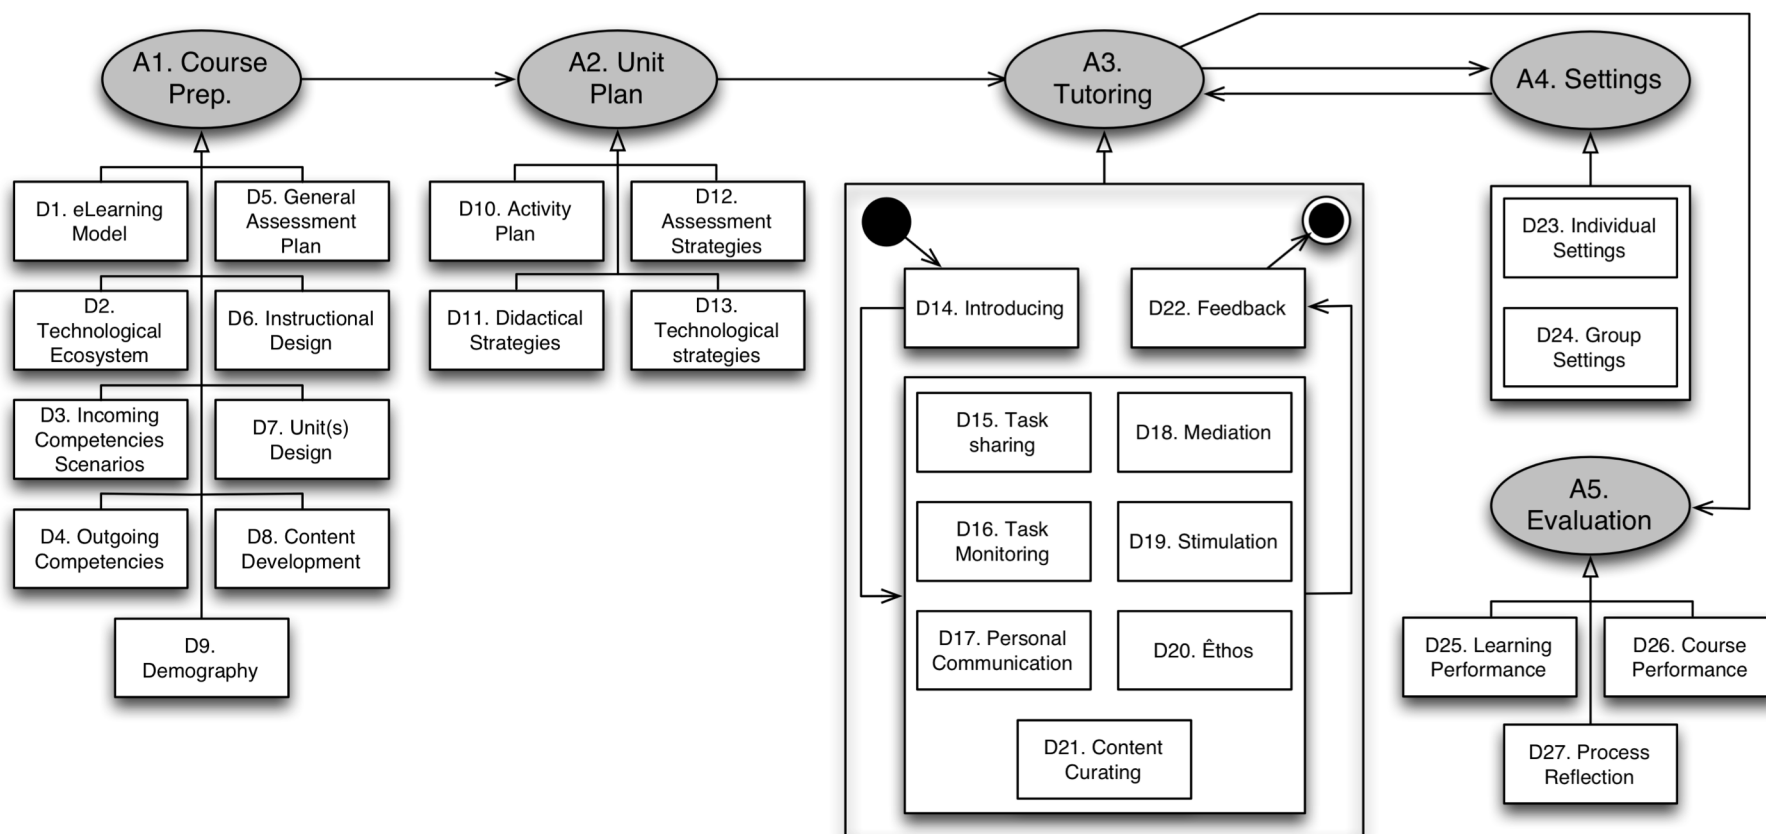 A1. Course
Prep.
A2. Unit
Plan
A3.
Tutoring
A4. Settings
D1. eLearning
Model
D5. General
Assessment
Plan
D2.
Technological
Ecosystem
D6. Instructional
Design
D3. Incoming
Competencies
Scenarios
D7. Unit(s)
Design
D4. Outgoing
Competencies
D8. Content
Development
D9.
Demography
D10. Activity
Plan
D12.
Assessment
Strategies
D11. Didactical
Strategies
D13.
Technological
strategies
D14. Introducing
D22. Feedback
D15. Task
sharing
D18. Mediation
D16. Task
Monitoring
D19. Stimulation
D17. Personal
Communication
D20. Êthos
D21. Content
Curating
D23. Individual
Settings
D24. Group
Settings
A5.
Evaluation
D25. Learning
Performance
D26. Course
Performance
D27. Process
Reflection